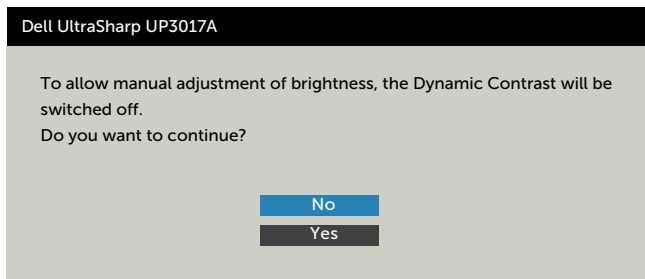 Dell UltraSharp UP3017A
To allow manual adjustment of brightness, the Dynamic Contrast will be
switched off.
Do you want to continue?
No
Yes